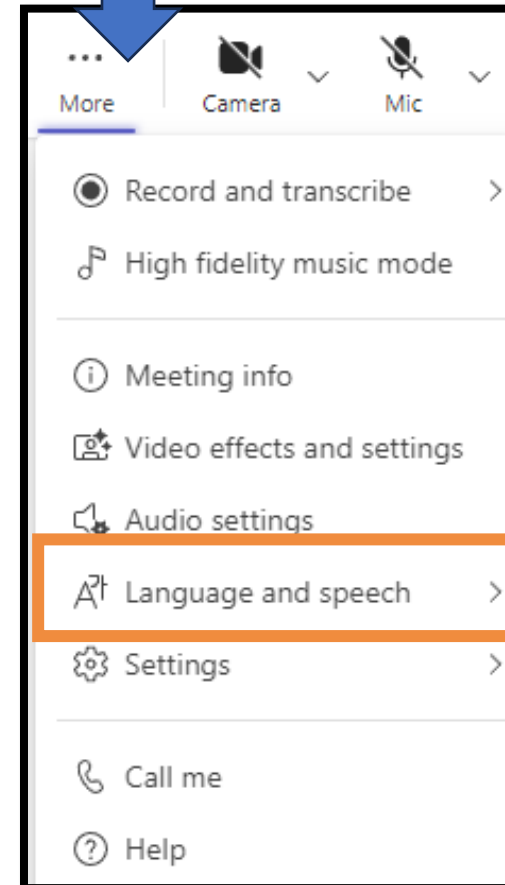 More Camera Mic
Record and transcribe
High fidelity music mode
Meeting info
Video effects and settings
Audio settings
Language and speech
Settings
Call me
Help